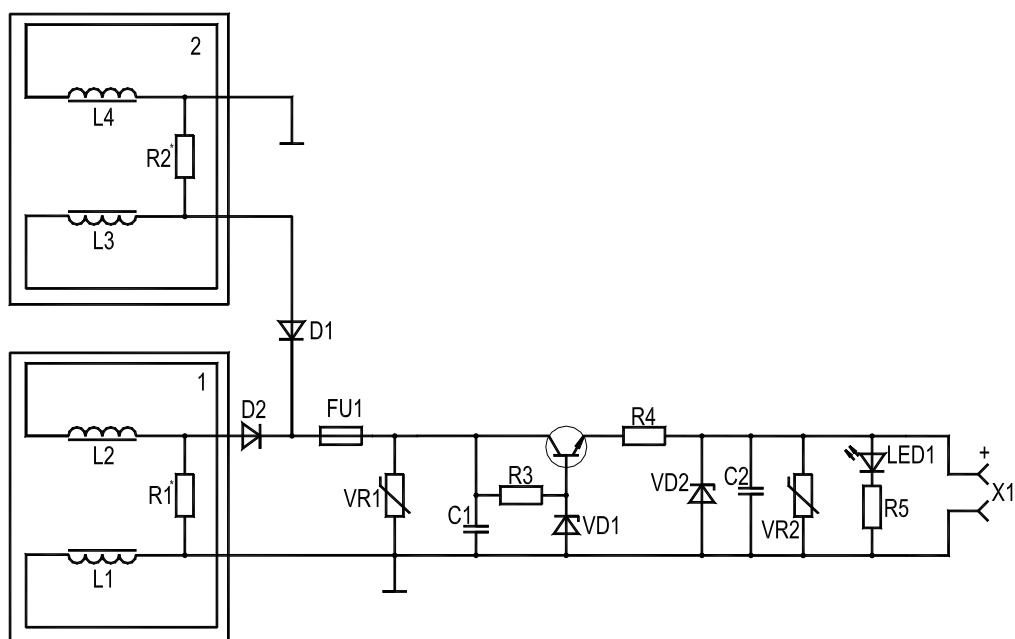 2
L4
R2*
L3
D1
1
D2
FU1
R4
L2
R1*
VR1
R3
C1
VD1
VD2
C2
VR2
LED1
R5
+
X1
L1